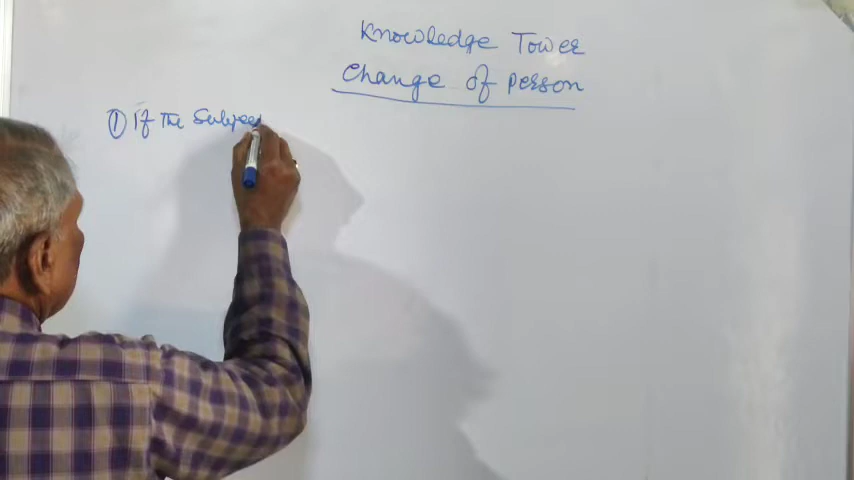 Knowledge Tower
Change of person
① If The Subject